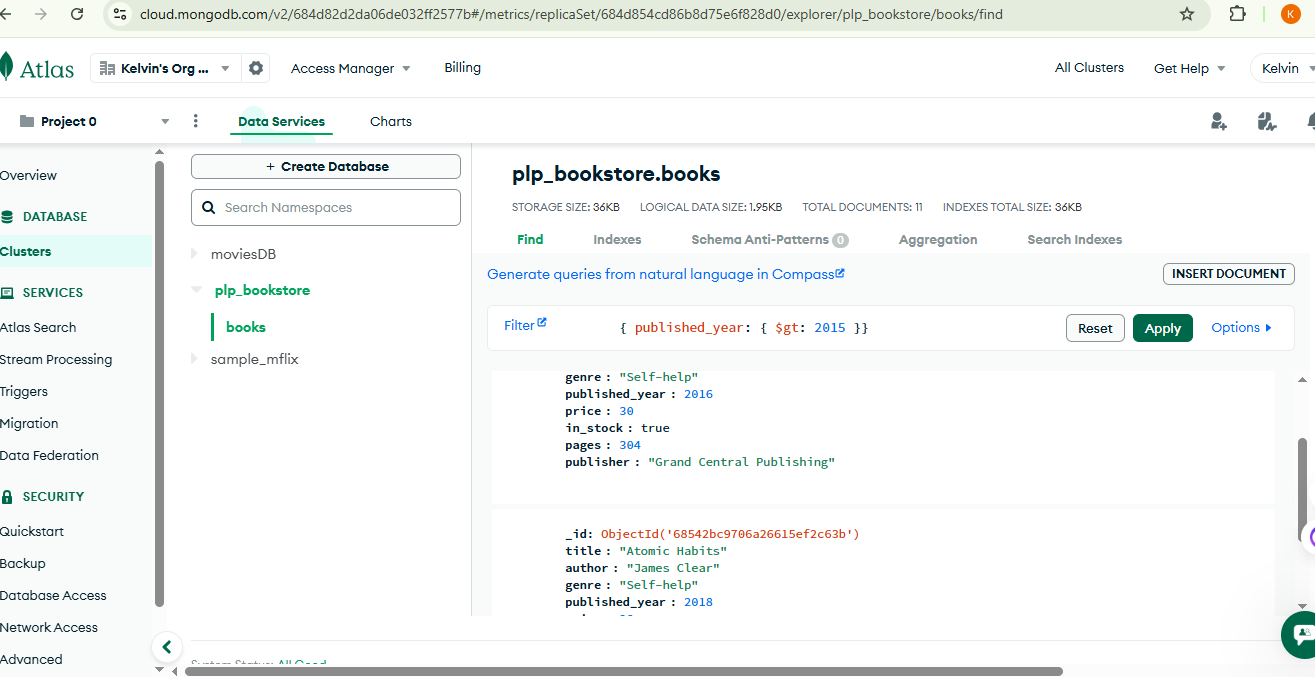 cloud.mongodb.com/v2/684d82d2da06de032ff2577b#/metrics/replicaSet/684d854cd86b8d75e6f828d0/explorer/plp_bookstore/books/find
K
Atlas
Kelvin's Org ...
Access Manager
Billing
All Clusters
Get Help
Kelvin
Project 0
Data Services
Charts
Overview
DATABASE
Clusters
SERVICES
Atlas Search
Stream Processing
Triggers
Migration
Data Federation
SECURITY
Quickstart
Backup
Database Access
Network Access
Advanced
+ Create Database
Search Namespaces
moviesDB
plp_bookstore
books
sample_mflix
plp_bookstore.books
STORAGE SIZE: 36KB LOGICAL DATA SIZE: 1.95KB TOTAL DOCUMENTS: 11 INDEXES TOTAL SIZE: 36KB
Find Indexes Schema Anti-Patterns 0 Aggregation Search Indexes
Generate queries from natural language in Compass
INSERT DOCUMENT
Filter
{ published_year: { $gt: 2015 }}
Reset
Apply
Options
genre : "Self-help"
published_year : 2016
price : 30
in_stock : true
pages : 304
publisher : "Grand Central Publishing"
_id: ObjectId('68542bc9706a26615ef2c63b')
title : "Atomic Habits"
author : "James Clear"
genre : "Self-help"
published_year : 2018
System Status: All Good